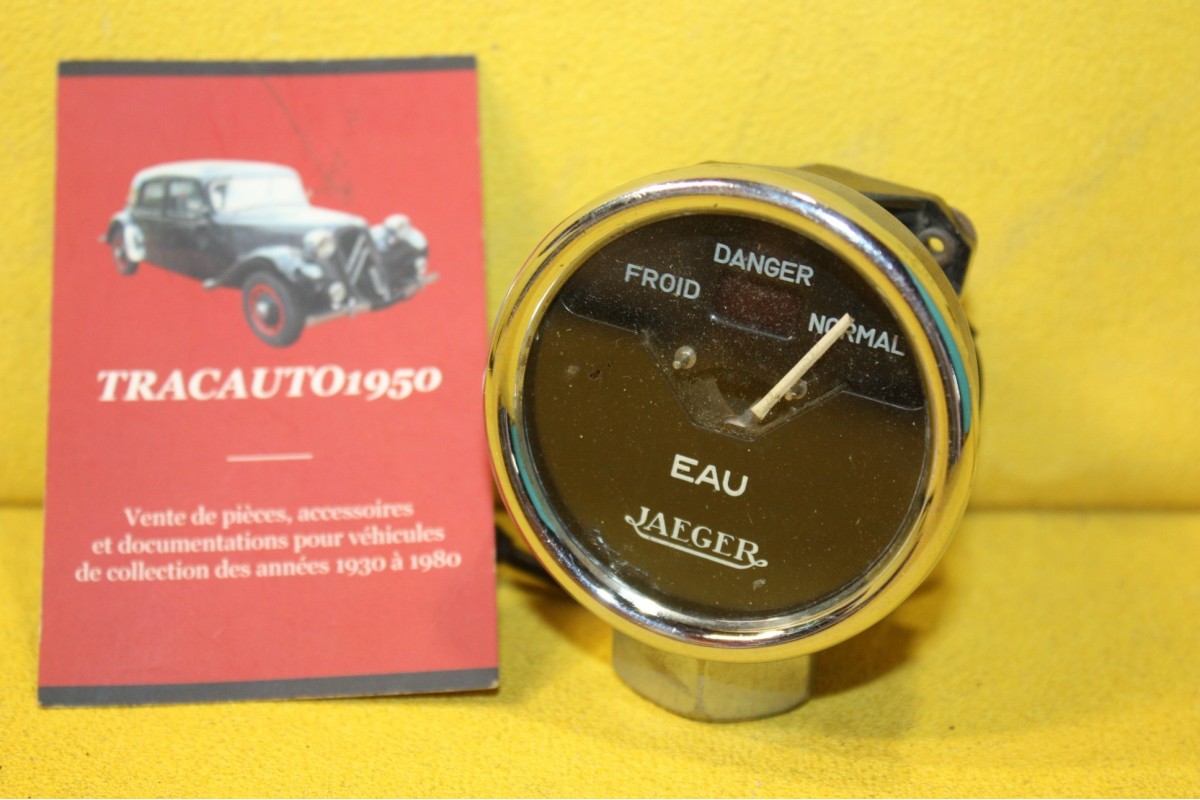 TRACAUTO1950
Vente de pièces, accessoires
et documentations pour véhicules
de collection des années 1930 à 1980
DANGER
FROID
NORMAL
EAU
JAEGER